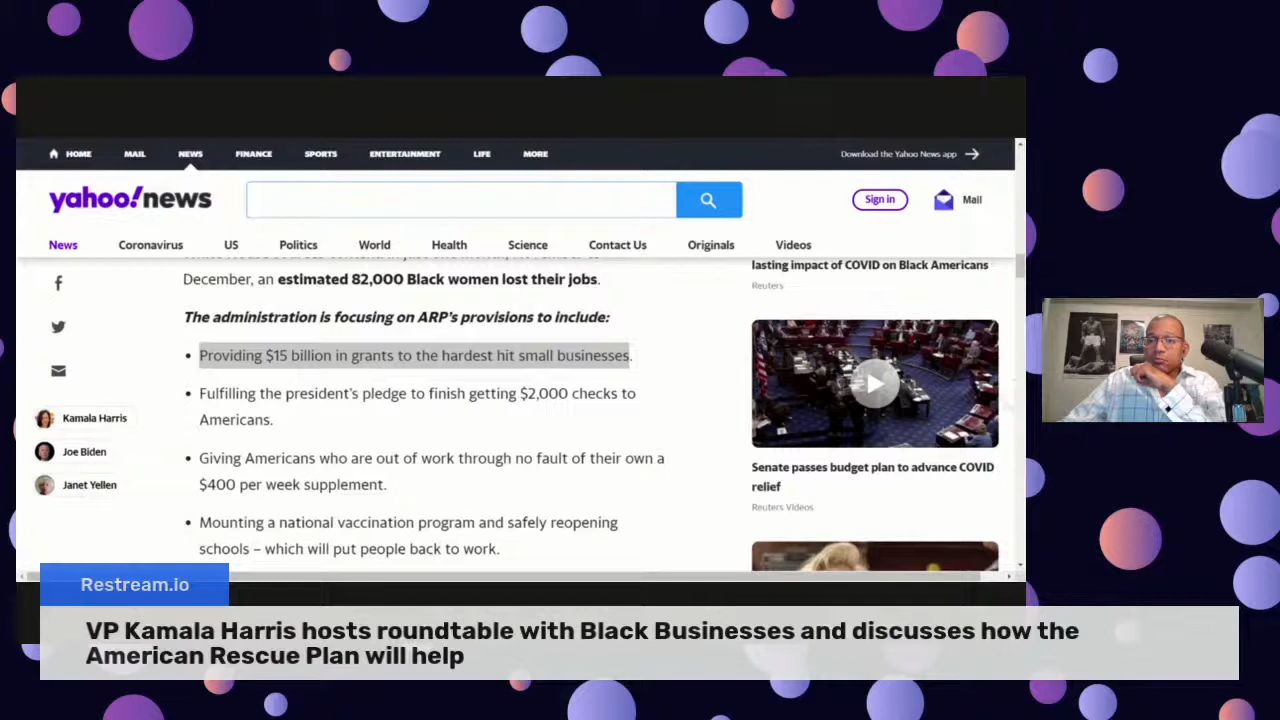 HOME MAIL NEWS FINANCE SPORTS ENTERTAINMENT LIFE MORE Download the Yahoo News app
yahoo!news Sign in Mail
News Coronavirus US Politics World Health Science Contact Us Originals Videos
December, an estimated 82,000 Black women lost their jobs.
The administration is focusing on ARP's provisions to include:
• Providing $15 billion in grants to the hardest hit small businesses.
• Fulfilling the president's pledge to finish getting $2,000 checks to
Americans.
• Giving Americans who are out of work through no fault of their own a
$400 per week supplement.
• Mounting a national vaccination program and safely reopening
schools – which will put people back to work.
Kamala Harris
Joe Biden
Janet Yellen
lasting impact of COVID on Black Americans
Reuters
Senate passes budget plan to advance COVID
relief
Reuters Videos
Restream.io
VP Kamala Harris hosts roundtable with Black Businesses and discusses how the
American Rescue Plan will help